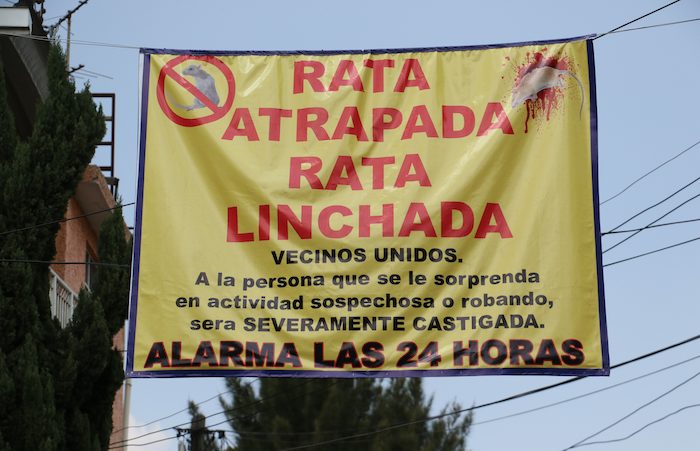 RATA
ATRAPADA
RATA
LINCHADA
VECINOS UNIDOS.
A la persona que se le sorprenda
en actividad sospechosa o robando,
sera SEVERAMENTE CASTIGADA.
ALARMA LAS 24 HORAS